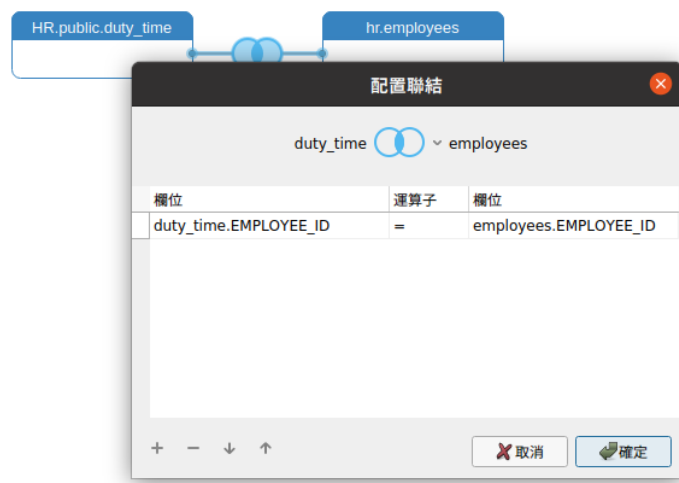 HR.public.duty_time hr.employees
配置聯結
duty_time employees
欄位 運算子 欄位
duty_time.EMPLOYEE_ID = employees.EMPLOYEE_ID
取消 確定